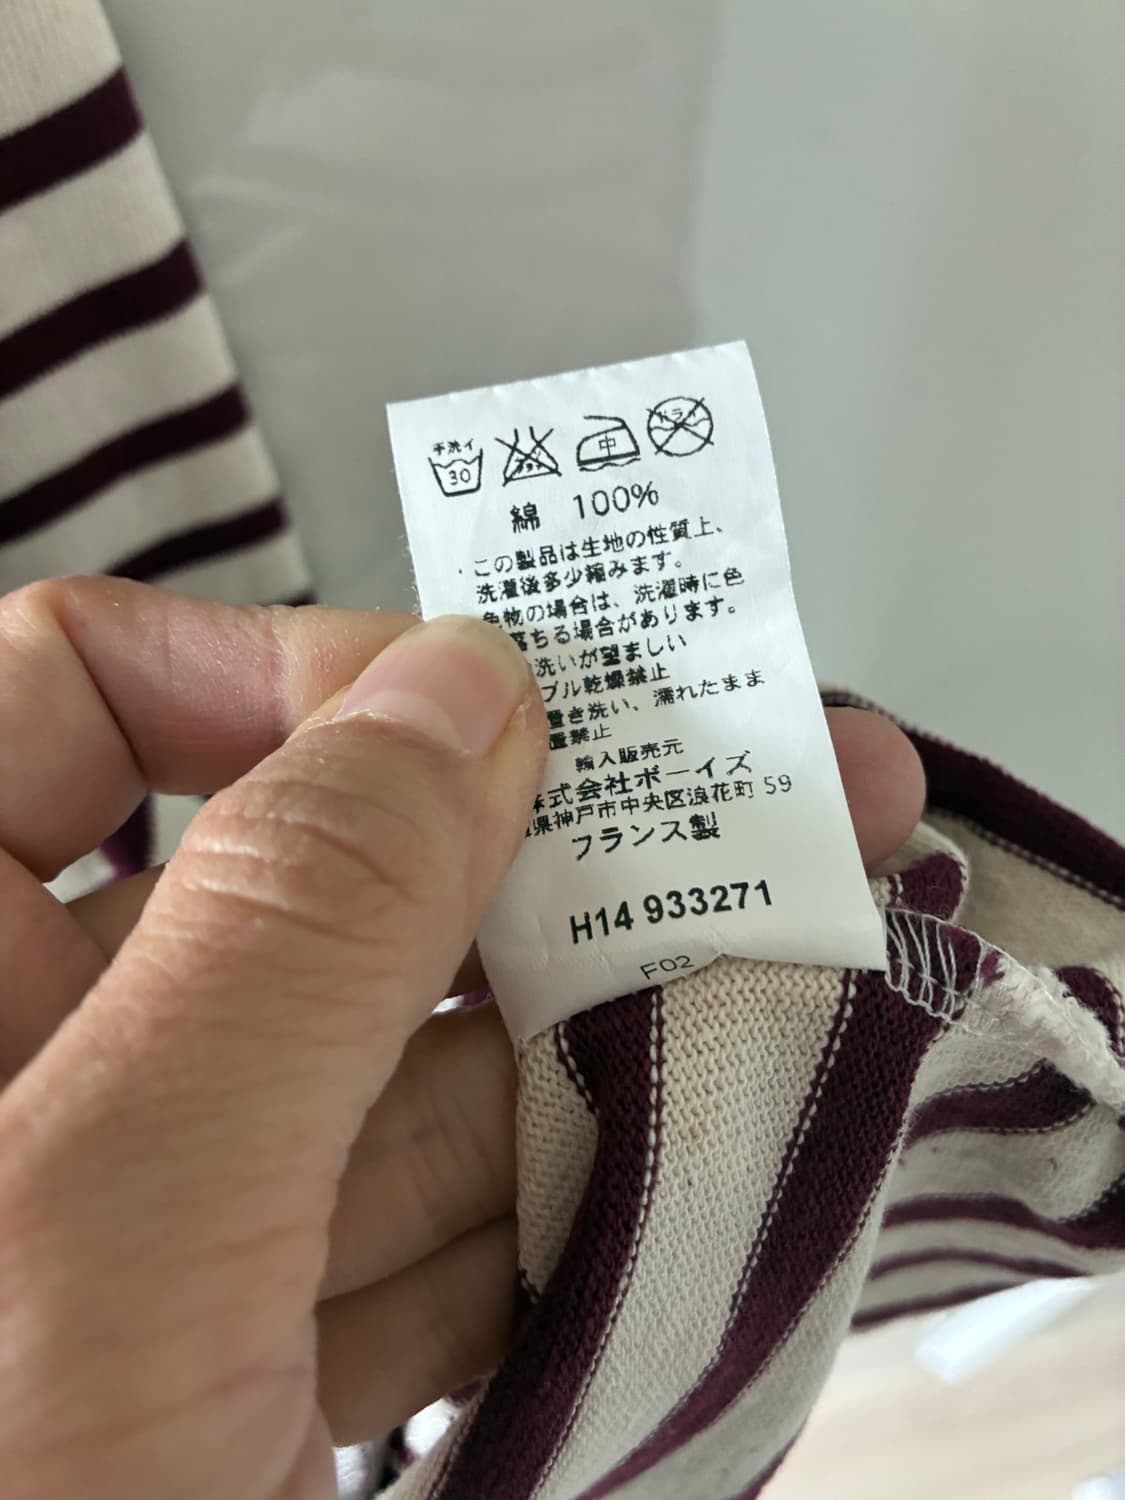 手洗イ
30
中
ドライ
綿 100%
・この製品は生地の性質上、
洗濯後多少縮みます。
色物の場合は、洗濯時に色
落ちる場合があります。
洗いが望ましい
ブル乾燥禁止
置き洗い、濡れたまま
置禁止
輸入販売元
株式会社ボーイズ
県神戸市中央区浪花町 59
フランス製
H14 933271
F02